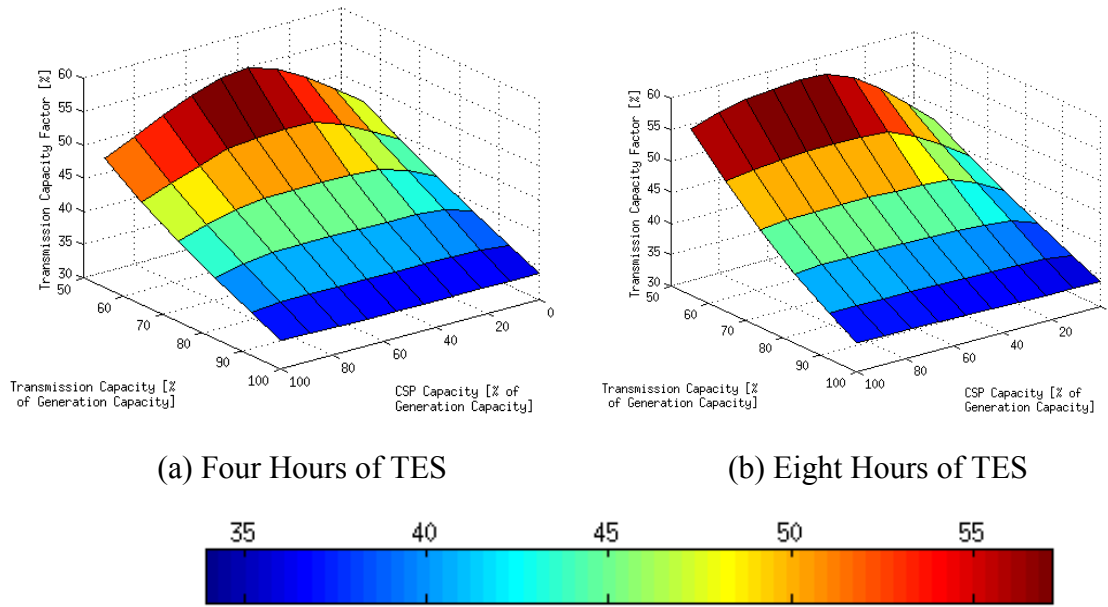 60
55
50
45
40
35
30
Transmission Capacity Factor [%]
50
60
70
80
90
100
Transmission Capacity [%
of Generation Capacity]
100
80
60
40
20
0
CSP Capacity [% of
Generation Capacity]
(a) Four Hours of TES
60
55
50
45
40
35
30
Transmission Capacity Factor [%]
50
60
70
80
90
100
Transmission Capacity [%
of Generation Capacity]
100
80
60
40
20
CSP Capacity [% of
Generation Capacity]
(b) Eight Hours of TES
35 40 45 50 55